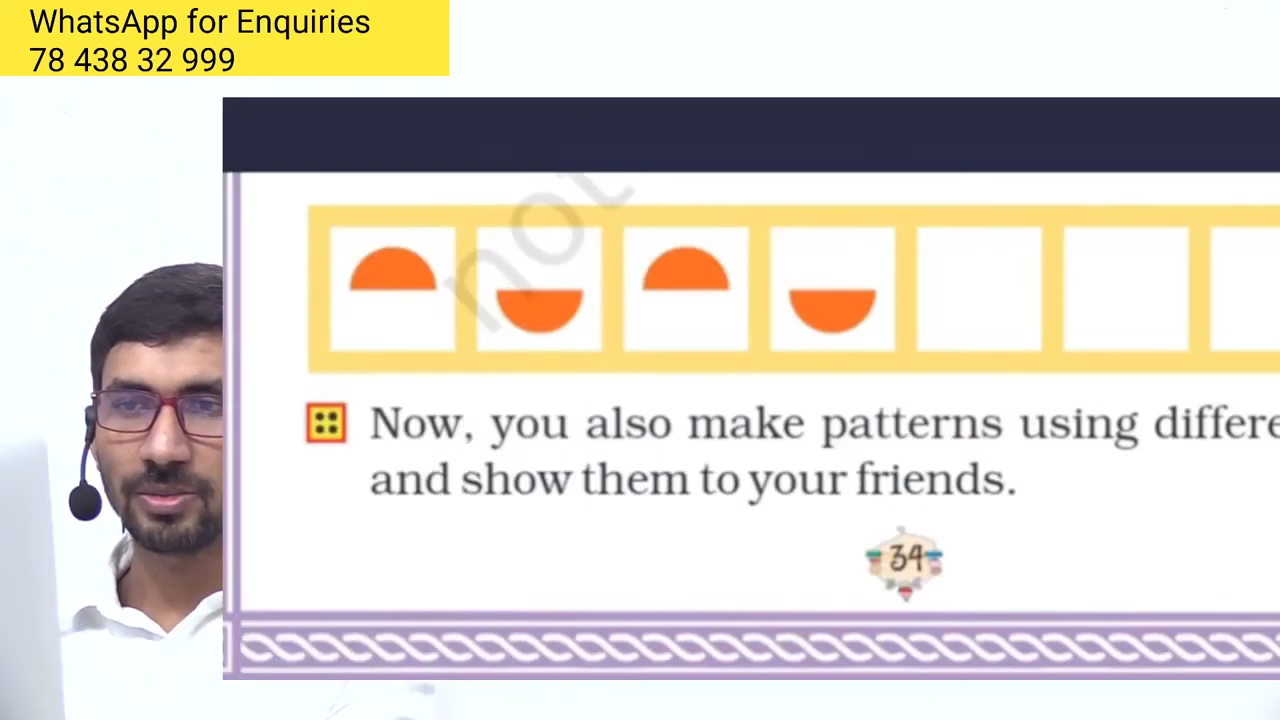 WhatsApp for Enquiries
78 438 32 999
not
Now, you also make patterns using differe
and show them to your friends.
34